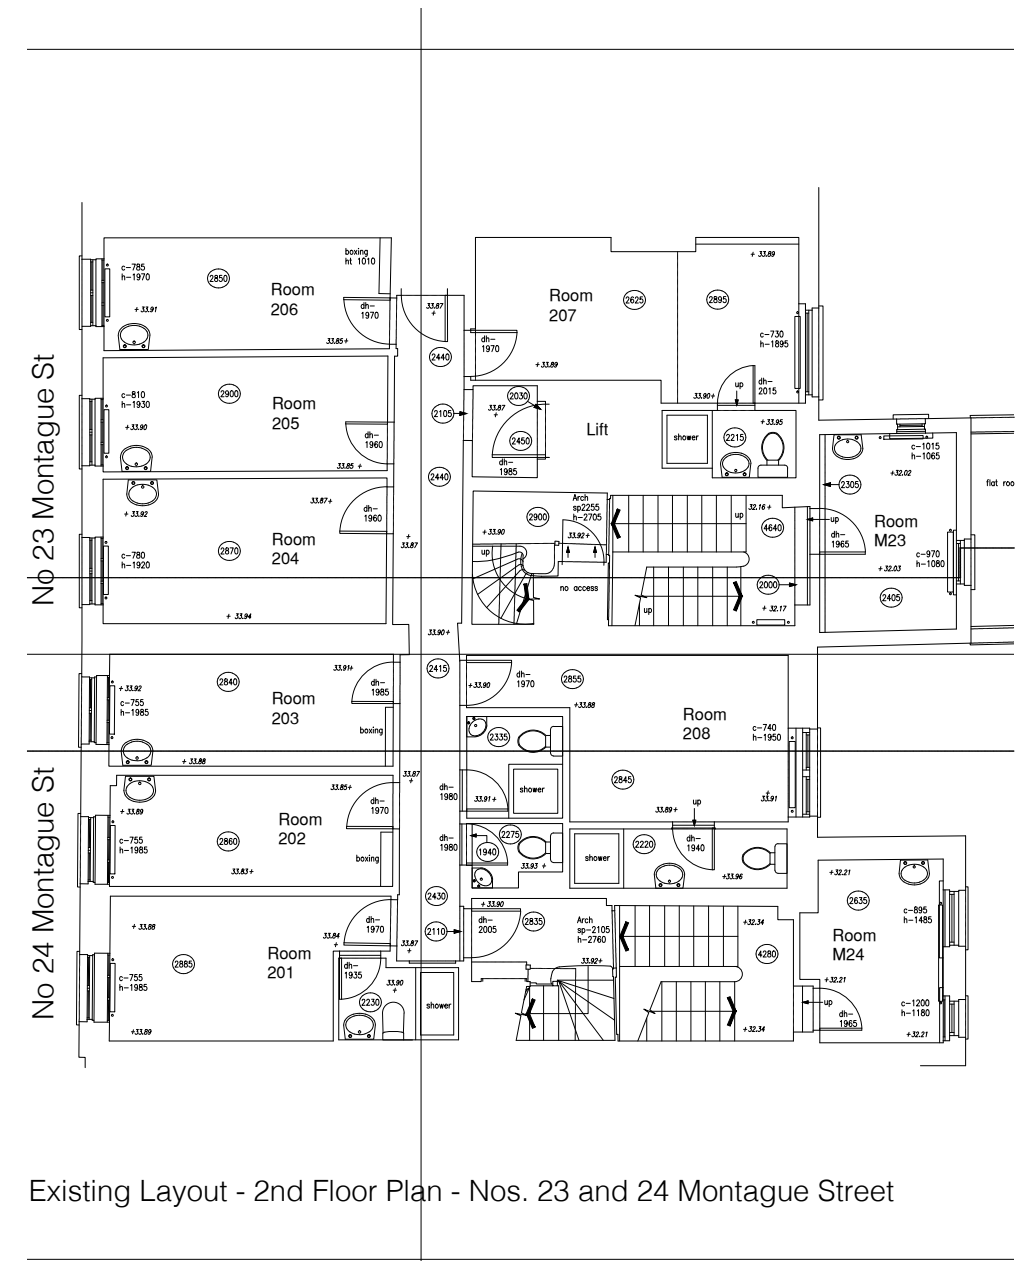 No 23 Montague St
No 24 Montague St
c-785
h-1970
2850
boxing
ht 1010
Room
206
+ 33.91
dh-
1970
33.85+
c-810
h-1930
2900
+ 33.90
Room
205
dh-
1960
33.85 +
+ 33.92
33.87+
dh-
1960
c-780
h-1920
2870
Room
204
+ 33.94
33.87
+
2440
2105
2440
+
33.87
33.90+
dh-
1970
Room
207
2625
+ 33.89
+ 33.89
2895
c-730
h-1895
dh-
2015
up
33.90+
33.87
+
2030
2450
dh-
1985
Lift
shower
2215
+ 33.95
2900
+ 33.90
Arch
sp2255
h-2705
33.92+
up
no access
up
32.16 +
4640
2000
up
+ 32.17
c-1015
h-1065
+32.02
2305
up
dh-
1965
Room
M23
c-970
h-1080
+ 32.03
2405
flat roo
33.91+
2840
+ 33.92
c-755
h-1985
Room
203
dh-
1985
boxing
+ 33.88
2415
+33.90
dh-
1970
2855
+33.88
Room
208
c-740
h-1950
2845
+
33.91
33.89 +
up
2335
33.91 +
shower
dh-
1980
33.87
+
33.85+
dh-
1970
+ 33.89
c-755
h-1985
2860
Room
202
boxing
33.83+
dh-
1980
1940
2275
33.93 +
shower
2220
dh-
1940
+33.96
2430
2110
33.87
+
+ 33.88
2885
c-755
h-1985
Room
201
dh-
1970
33.84
+
+33.89
dh-
1935
33.90
+
2230
shower
+ 33.90
dh-
2005
2835
Arch
sp-2105
h-2760
33.92+
+32.34
4280
+32.34
+ 32.21
2635
c-895
h-1485
Room
M24
+32.21
up
dh-
1965
c-1200
h-1180
+32.21
Existing Layout - 2nd Floor Plan - Nos. 23 and 24 Montague Street